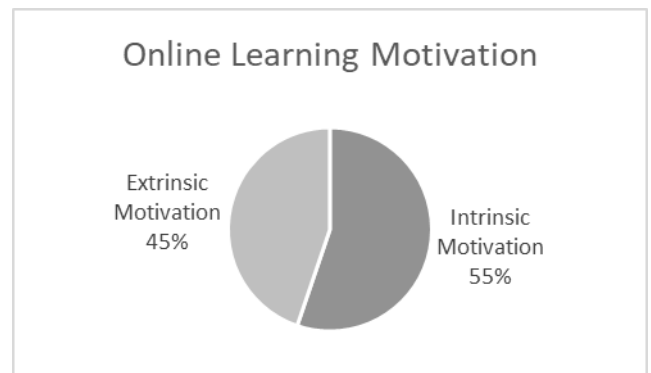 Online Learning Motivation
Extrinsic
Motivation
45%
Intrinsic
Motivation
55%